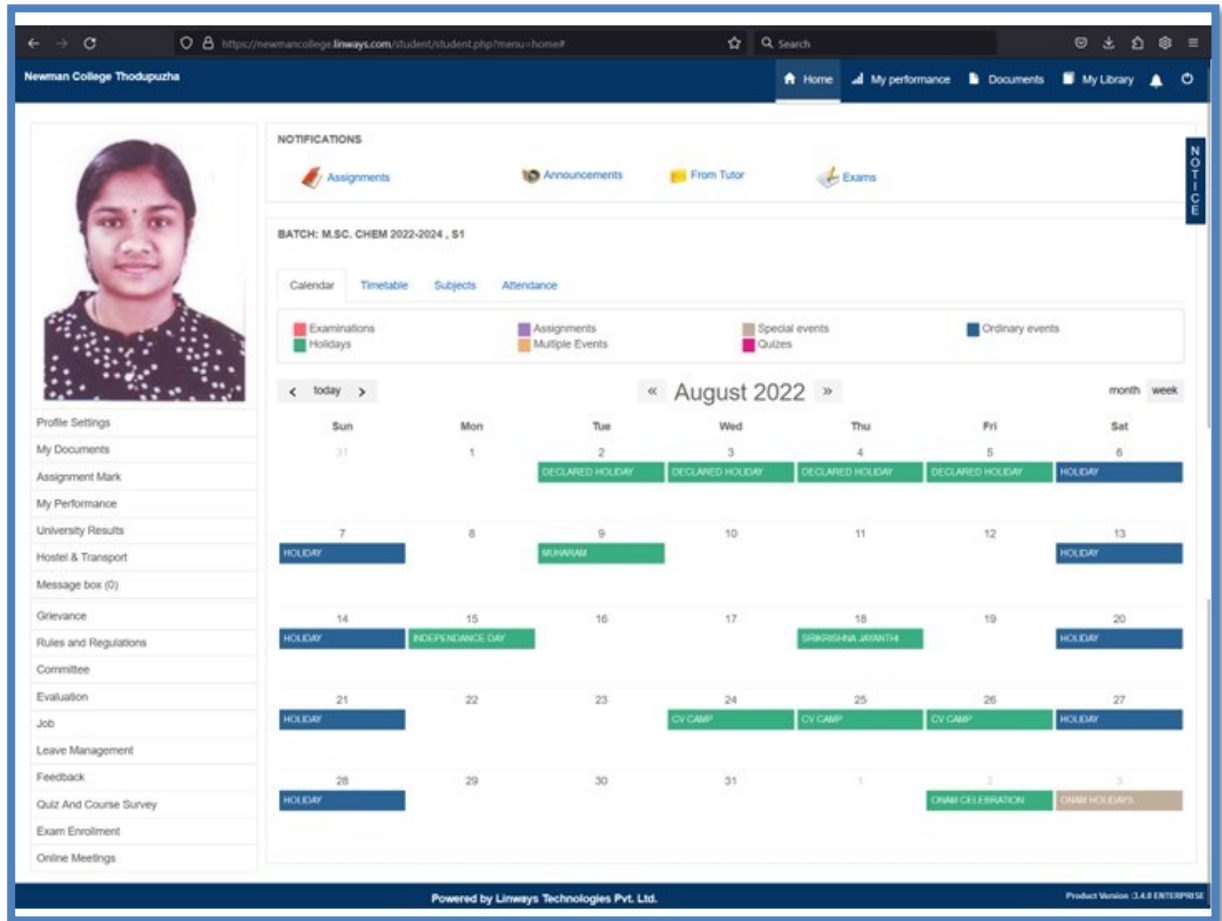 https://newmancollege.linways.com/student/student.php?menu=home#
Search
Newman College Thodupuzha
Home
My performance
Documents
My Library
NOTICE
NOTIFICATIONS
Assignments
Announcements
From Tutor
Exams
BATCH: M.SC. CHEM 2022-2024 , S1
Calendar Timetable Subjects Attendance
Examinations Assignments Special events Ordinary events
Holidays Multiple Events Quizes
today
« August 2022 »
month week
Sun Mon Tue Wed Thu Fri Sat
31 1 2 3 4 5 6
DECLARED HOLIDAY DECLARED HOLIDAY DECLARED HOLIDAY DECLARED HOLIDAY HOLIDAY
7 8 9 10 11 12 13
HOLIDAY MUHARAM HOLIDAY
14 15 16 17 18 19 20
HOLIDAY INDEPENDANCE DAY SRIKRISHNA JAYANTHI HOLIDAY
21 22 23 24 25 26 27
HOLIDAY CV CAMP CV CAMP CV CAMP HOLIDAY
28 29 30 31 1 2 3
HOLIDAY ONAM CELEBRATION ONAM HOLIDAYS
Profile Settings
My Documents
Assignment Mark
My Performance
University Results
Hostel & Transport
Message box (0)
Grievance
Rules and Regulations
Committee
Evaluation
Job
Leave Management
Feedback
Quiz And Course Survey
Exam Enrollment
Online Meetings
Powered by Linways Technologies Pvt. Ltd.
Product Version :3.4.0 ENTERPRISE